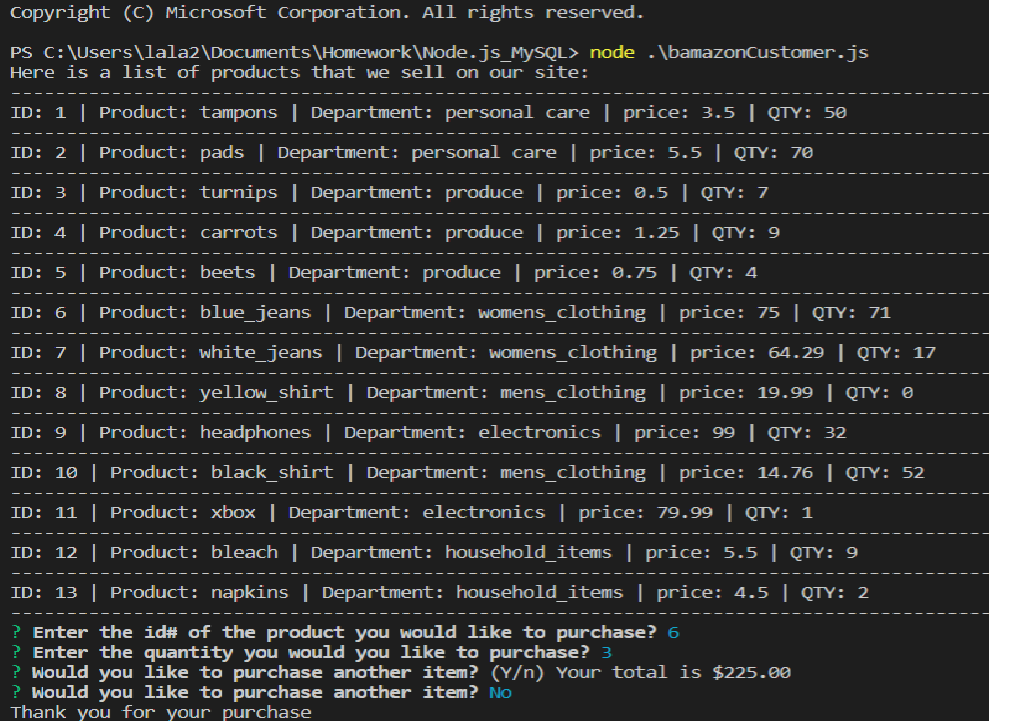 Copyright (C) Microsoft Corporation. All rights reserved.
PS C:\Users\lala2\Documents\Homework\Node.js_MySQL> node .\bamazonCustomer.js
Here is a list of products that we sell on our site:
ID: 1 | Product: tampons | Department: personal care | price: 3.5 | QTY: 50
ID: 2 | Product: pads | Department: personal care | price: 5.5 | QTY: 70
ID: 3 | Product: turnips | Department: produce | price: 0.5 | QTY: 7
ID: 4 | Product: carrots | Department: produce | price: 1.25 | QTY: 9
ID: 5 | Product: beets | Department: produce | price: 0.75 | QTY: 4
ID: 6 | Product: blue_jeans | Department: womens_clothing | price: 75 | QTY: 71
ID: 7 | Product: white_jeans | Department: womens_clothing | price: 64.29 | QTY: 17
ID: 8 | Product: yellow_shirt | Department: mens_clothing | price: 19.99 | QTY: 0
ID: 9 | Product: headphones | Department: electronics | price: 99 | QTY: 32
ID: 10 | Product: black_shirt | Department: mens_clothing | price: 14.76 | QTY: 52
ID: 11 | Product: xbox | Department: electronics | price: 79.99 | QTY: 1
ID: 12 | Product: bleach | Department: household_items | price: 5.5 | QTY: 9
ID: 13 | Product: napkins | Department: household_items | price: 4.5 | QTY: 2
? Enter the id# of the product you would like to purchase? 6
? Enter the quantity you would you like to purchase? 3
? Would you like to purchase another item? (Y/n) Your total is $225.00
? Would you like to purchase another item? No
Thank you for your purchase